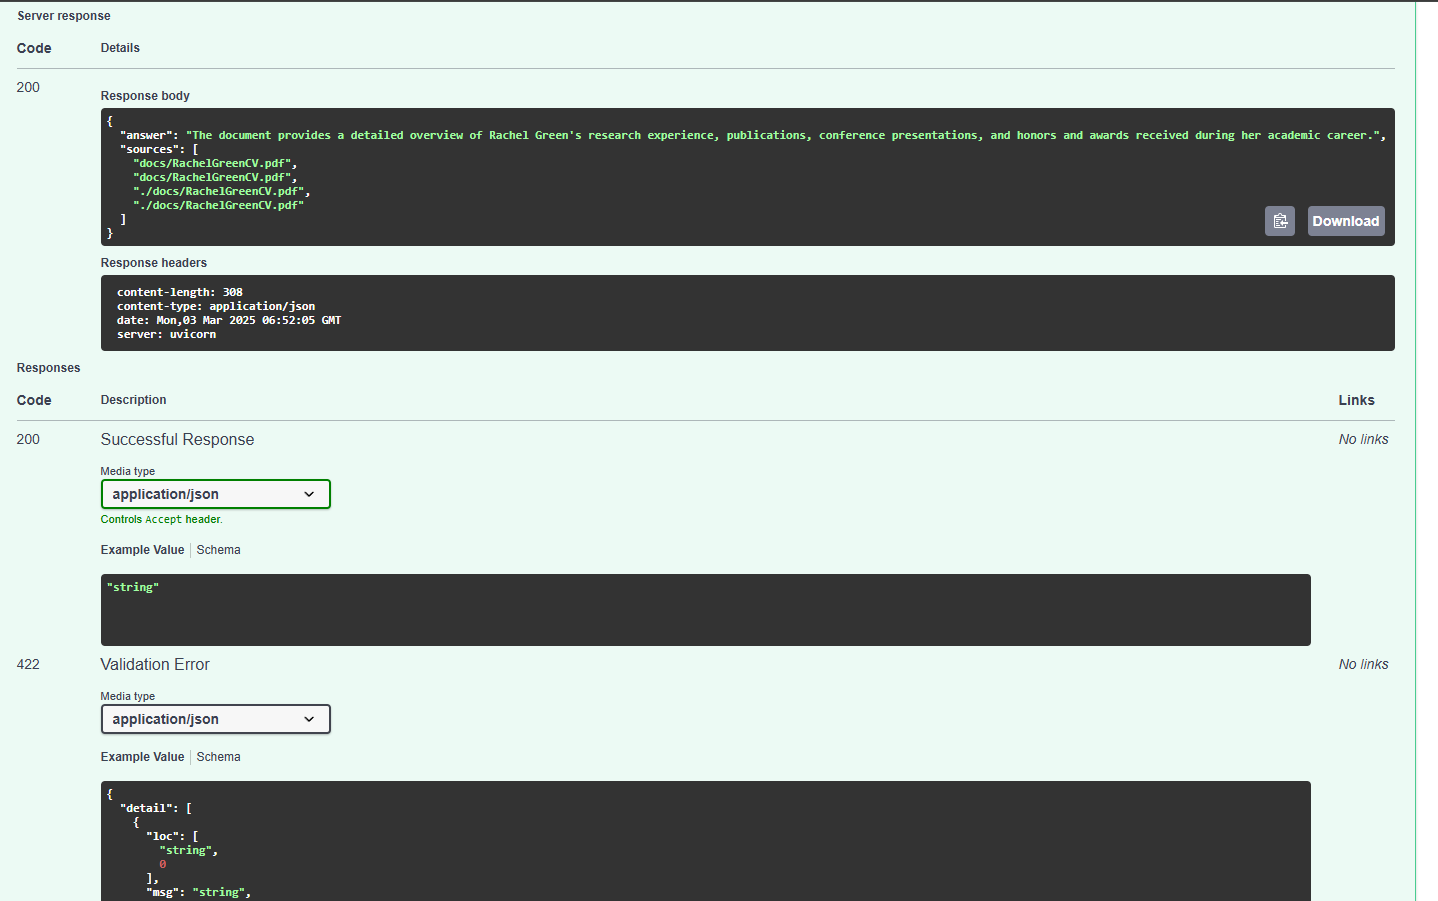 Server response
Code Details
200
Response body
{
  "answer": "The document provides a detailed overview of Rachel Green's research experience, publications, conference presentations, and honors and awards received during her academic career.",
  "sources": [
    "docs/RachelGreenCV.pdf",
    "docs/RachelGreenCV.pdf",
    "./docs/RachelGreenCV.pdf",
    "./docs/RachelGreenCV.pdf"
  ]
}
Download
Response headers
content-length: 308
content-type: application/json
date: Mon,03 Mar 2025 06:52:05 GMT
server: uvicorn
Responses
Code Description Links
200 Successful Response No links
Media type
application/json
Controls Accept header.
Example Value Schema
"string"
422 Validation Error No links
Media type
application/json
Example Value Schema
{
  "detail": [
    {
      "loc": [
        "string",
        0
      ],
      "msg": "string",